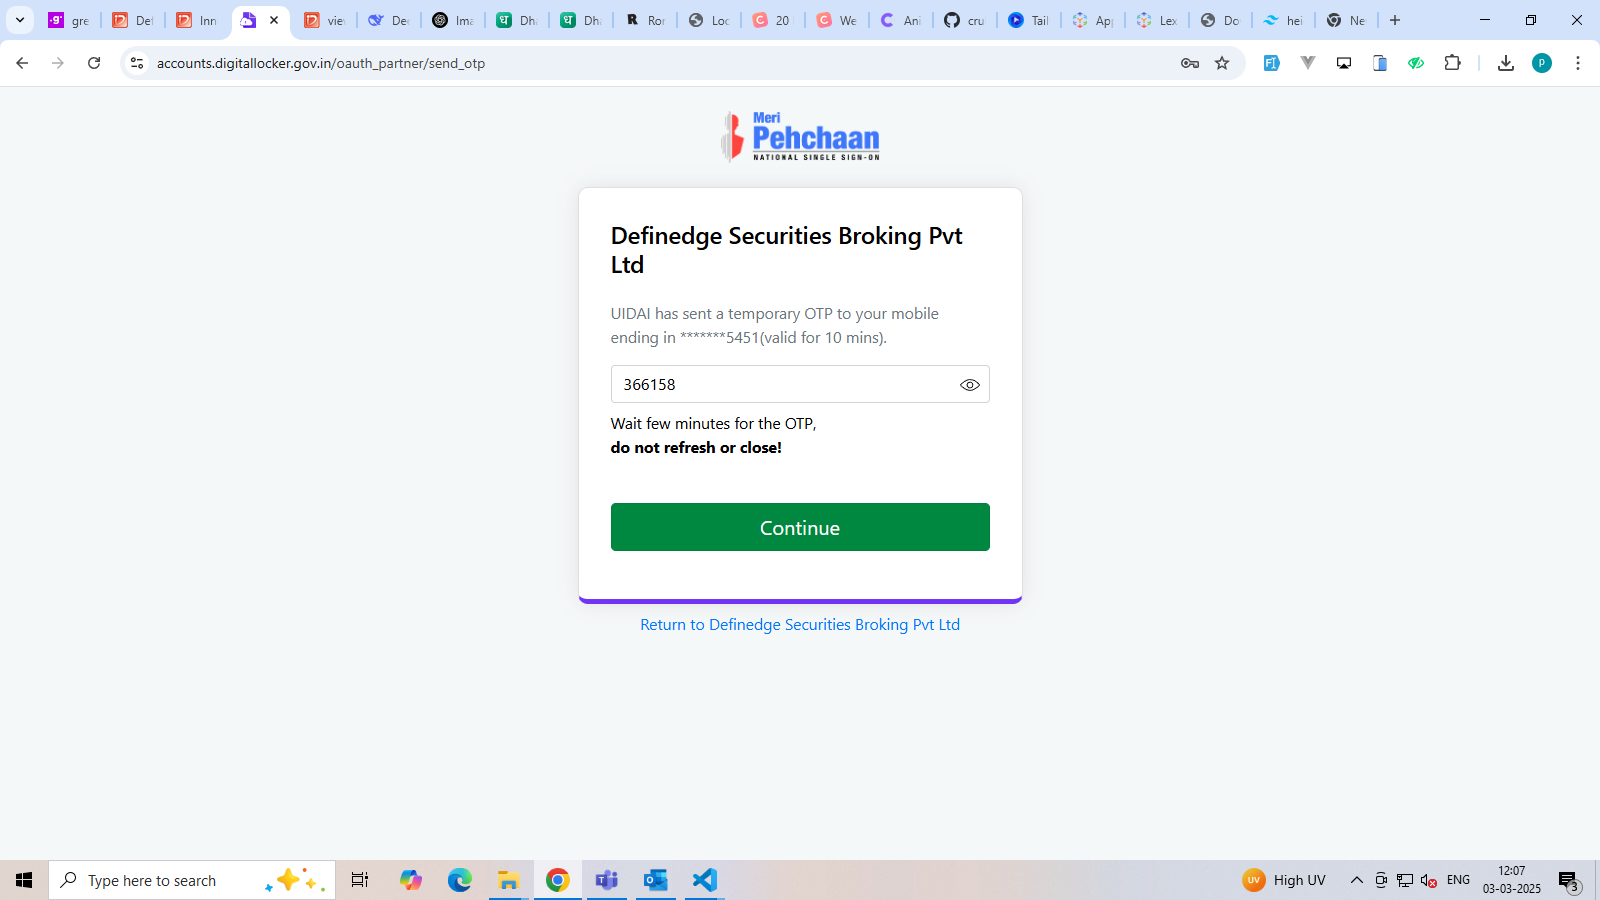 gre
Def
Inn
vie
Dee
Ima
Dha
Dha
Ror
Loc
20
We
Ani
cru
Tail
App
Lex
Do
hei
Ne
accounts.digitallocker.gov.in/oauth_partner/send_otp
Meri
Pehchaan
NATIONAL SINGLE SIGN-ON
Definedge Securities Broking Pvt
Ltd
UIDAI has sent a temporary OTP to your mobile
ending in *******5451(valid for 10 mins).
366158
Wait few minutes for the OTP,
do not refresh or close!
Continue
Return to Definedge Securities Broking Pvt Ltd
Type here to search
UV
High UV
ENG
12:07
03-03-2025
3